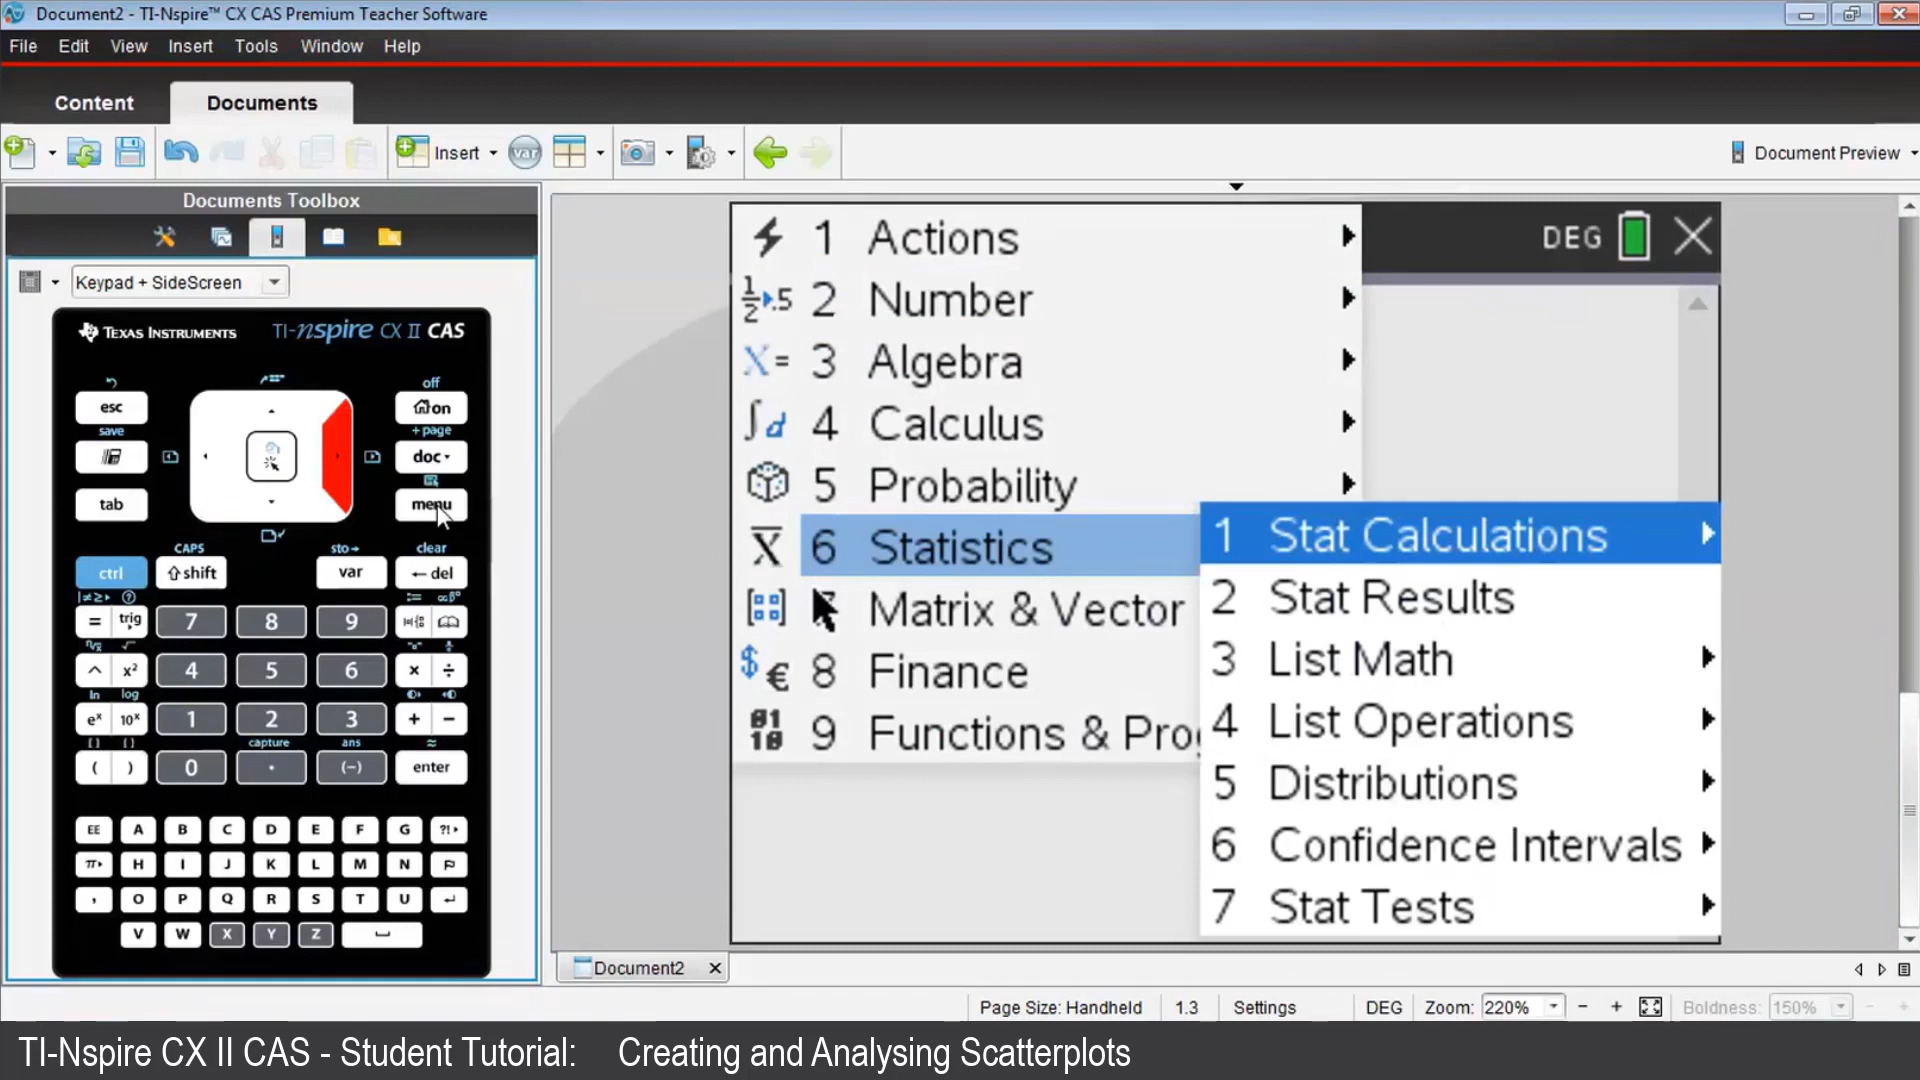 Document2 - TI-Nspire™ CX CAS Premium Teacher Software
File Edit View Insert Tools Window Help
Content Documents
Insert var Document Preview
Documents Toolbox
Keypad + SideScreen
TEXAS INSTRUMENTS TI-nspire CX II CAS
off
esc on
save + page
doc
tab menu
CAPS sto→ clear
ctrl shift var ←del
= trig 7 8 9
^ x² 4 5 6 × ÷
ln log
eˣ 10ˣ 1 2 3 + −
capture ans ≈
( ) 0 . (−) enter
EE A B C D E F G ?!
π H I J K L M N
, O P Q R S T U
V W X Y Z
DEG
1 Actions
2 Number
3 Algebra
4 Calculus
5 Probability
6 Statistics
Matrix & Vector
8 Finance
9 Functions & Pro
1 Stat Calculations
2 Stat Results
3 List Math
4 List Operations
5 Distributions
6 Confidence Intervals
7 Stat Tests
Document2
Page Size: Handheld 1.3 Settings DEG Zoom: 220% − + Boldness: 150% − +
TI-Nspire CX II CAS - Student Tutorial: Creating and Analysing Scatterplots